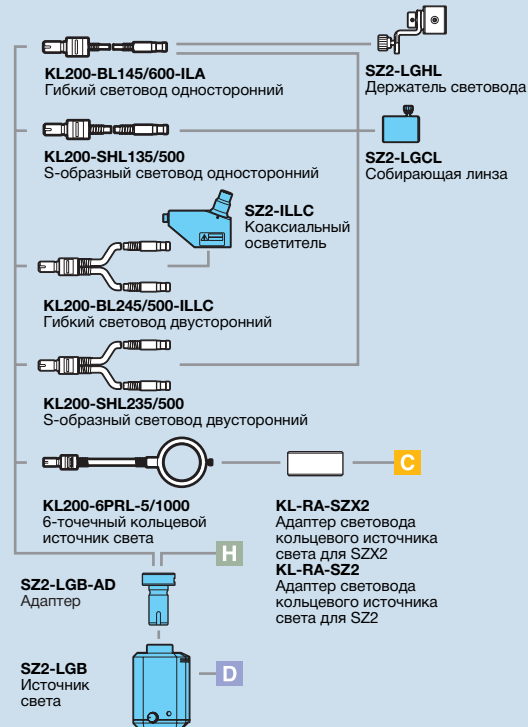 KL200-BL145/600-ILA
Гибкий световод односторонний
SZ2-LGHL
Держатель световода
KL200-SHL135/500
S-образный световод односторонний
SZ2-LGCL
Собирающая линза
SZ2-ILLC
Коаксиальный
осветитель
KL200-BL245/500-ILLC
Гибкий световод двусторонний
KL200-SHL235/500
S-образный световод двусторонний
C
KL200-6PRL-5/1000
6-точечный кольцевой
источник света
KL-RA-SZX2
Адаптер световода
кольцевого источника
света для SZX2
KL-RA-SZ2
Адаптер световода
кольцевого источника
света для SZ2
H
SZ2-LGB-AD
Адаптер
SZ2-LGB
Источник
света
D